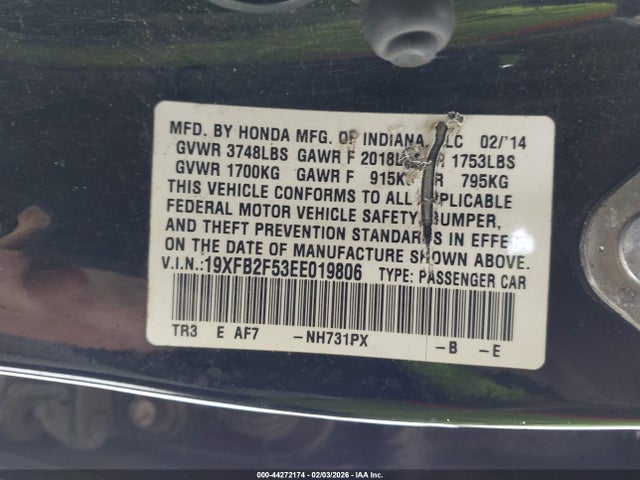 MFD. BY HONDA MFG. OF INDIANA, LLC 02/'14
GVWR 3748LBS GAWR F 2018LBS R 1753LBS
GVWR 1700KG GAWR F 915KG R 795KG
THIS VEHICLE CONFORMS TO ALL APPLICABLE
FEDERAL MOTOR VEHICLE SAFETY, BUMPER,
AND THEFT PREVENTION STANDARDS IN EFFECT
ON THE DATE OF MANUFACTURE SHOWN ABOVE.
V.I.N.:19XFB2F53EE019806 TYPE: PASSENGER CAR
TR3 E AF7 -NH731PX -B -E
000-44272174 | 02/03/2026 | IAA Inc.